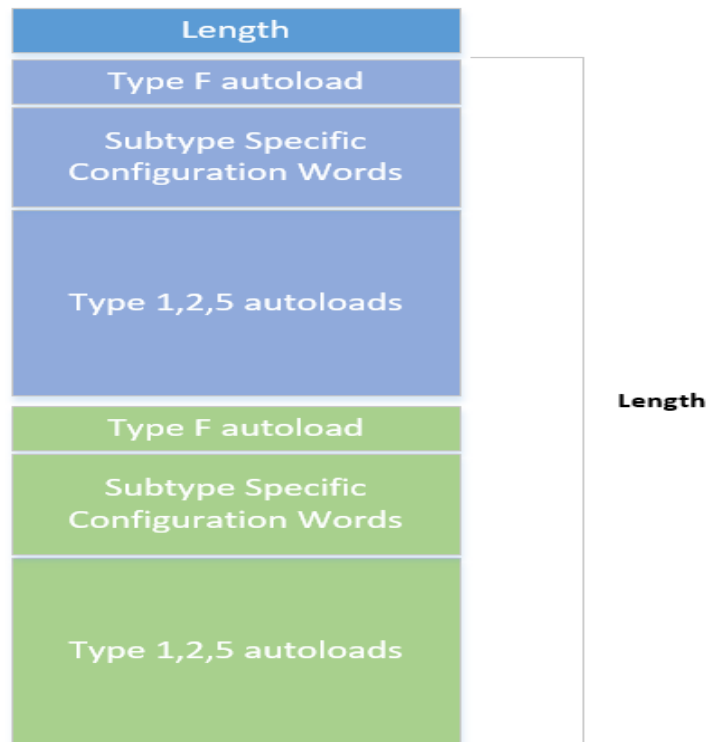 Length
Type F autoload
Subtype Specific
Configuration Words
Type 1,2,5 autoloads
Length
Type F autoload
Subtype Specific
Configuration Words
Type 1,2,5 autoloads